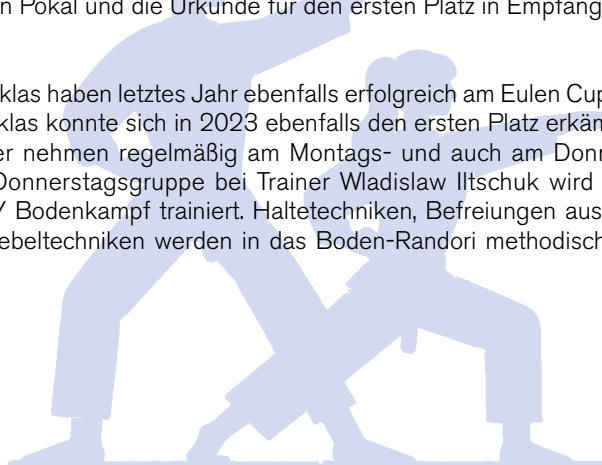 n Pokal und die Urkunde für den ersten Platz in Empfang
klas haben letztes Jahr ebenfalls erfolgreich am Eulen Cup
klas konnte sich in 2023 ebenfalls den ersten Platz erkäm
er nehmen regelmäßig am Montags- und auch am Donn
Donnerstagsgruppe bei Trainer Wladislaw Iltschuk wird
/ Bodenkampf trainiert. Haltetechniken, Befreiungen aus
ebeltechniken werden in das Boden-Randori methodisch